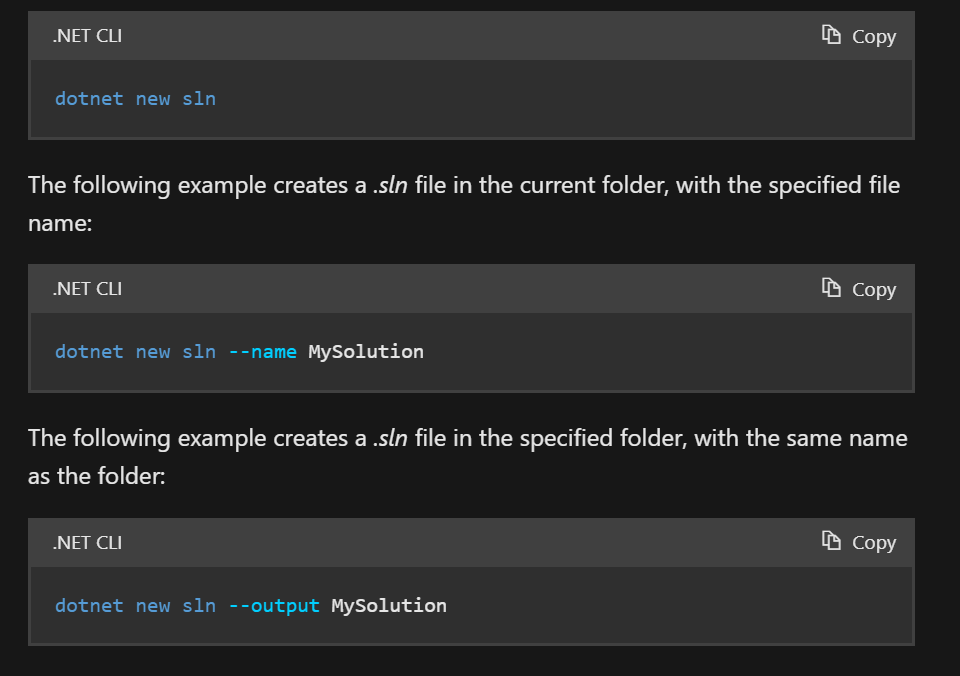 .NET CLI
Copy
dotnet new sln
The following example creates a .sln file in the current folder, with the specified file
name:
.NET CLI
Copy
dotnet new sln --name MySolution
The following example creates a .sln file in the specified folder, with the same name
as the folder:
.NET CLI
Copy
dotnet new sln --output MySolution